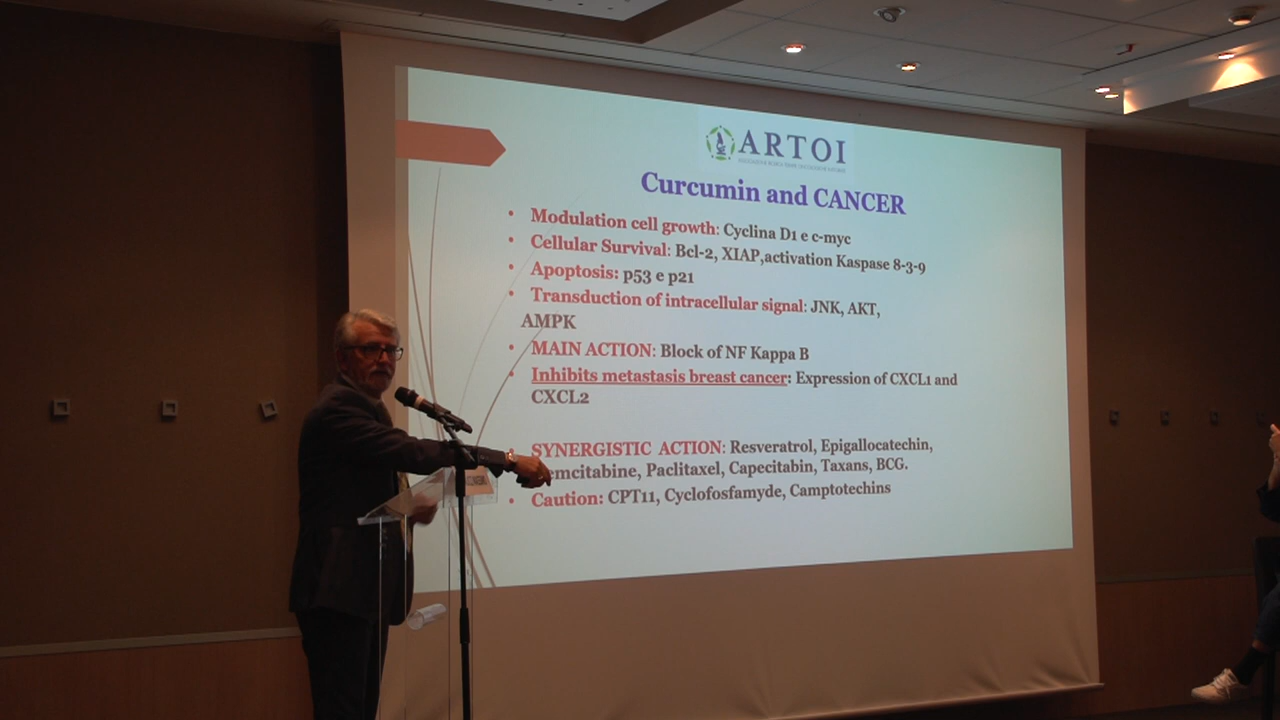 ARTOI
Curcumin and CANCER
• Modulation cell growth: Cyclina D1 e c-myc
• Cellular Survival: Bcl-2, XIAP,activation Kaspase 8-3-9
• Apoptosis: p53 e p21
• Transduction of intracellular signal: JNK, AKT,
AMPK
• MAIN ACTION: Block of NF Kappa B
• Inhibits metastasis breast cancer: Expression of CXCL1 and
CXCL2
• SYNERGISTIC ACTION: Resveratrol, Epigallocatechin,
emcitabine, Paclitaxel, Capecitabin, Taxans, BCG.
• Caution: CPT11, Cyclofosfamyde, Camptotechins